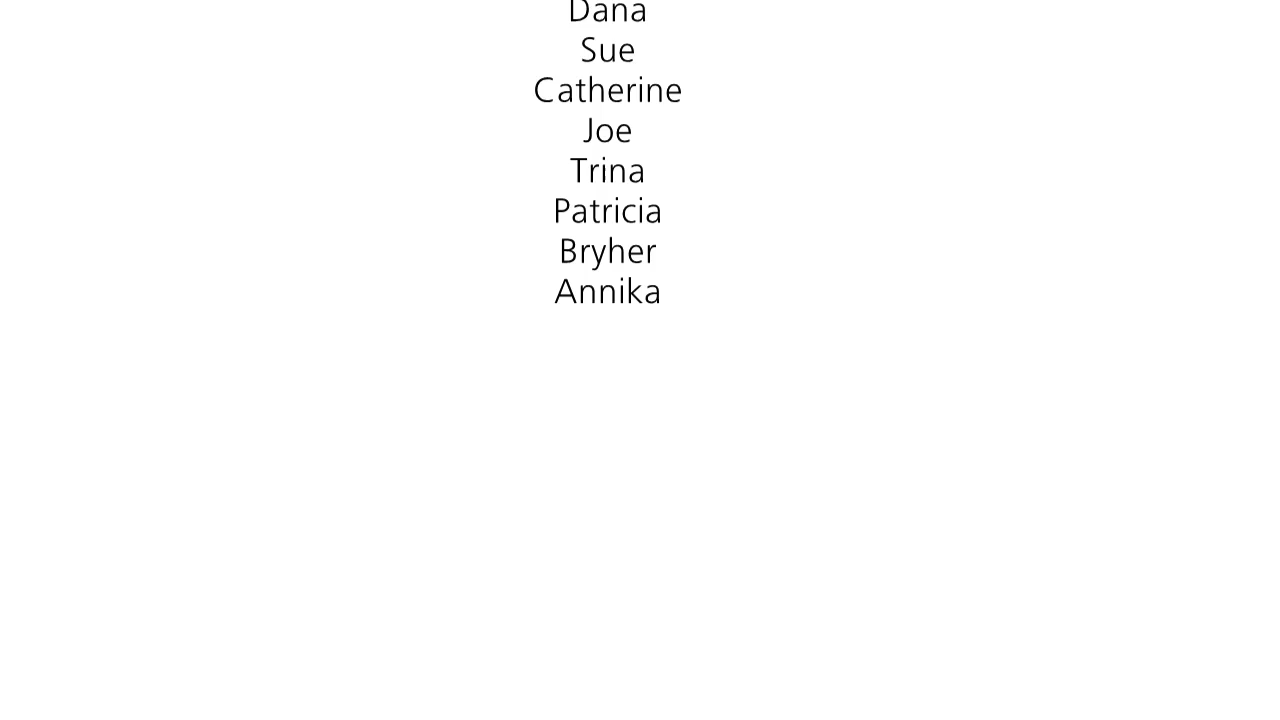 Dana
Sue
Catherine
Joe
Trina
Patricia
Bryher
Annika